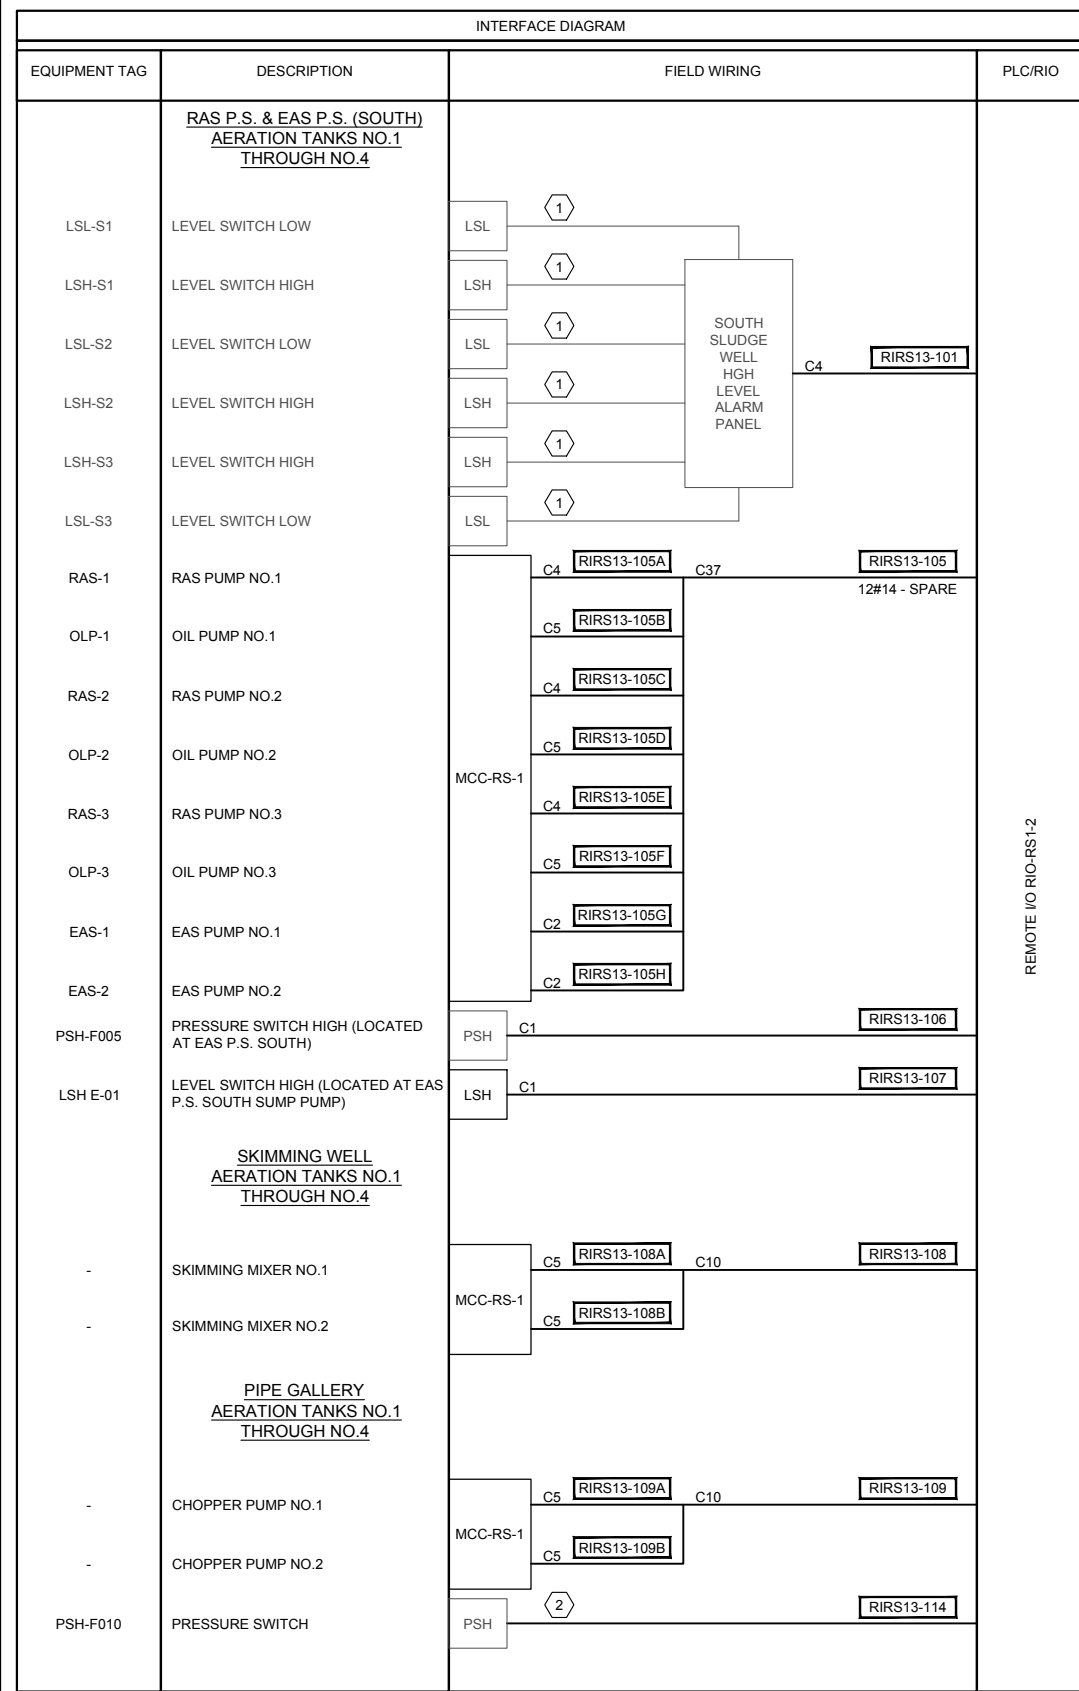 INTERFACE DIAGRAM
EQUIPMENT TAG
DESCRIPTION
FIELD WIRING
PLC/RIO
RAS P.S. & EAS P.S. (SOUTH)
AERATION TANKS NO.1
THROUGH NO.4
LSL-S1
LEVEL SWITCH LOW
LSL
1
LSH-S1
LEVEL SWITCH HIGH
LSH
1
LSL-S2
LEVEL SWITCH LOW
LSL
1
LSH-S2
LEVEL SWITCH HIGH
LSH
1
LSH-S3
LEVEL SWITCH HIGH
LSH
1
LSL-S3
LEVEL SWITCH LOW
LSL
1
SOUTH
SLUDGE
WELL
HGH
LEVEL
ALARM
PANEL
C4
RIRS13-101
RAS-1
RAS PUMP NO.1
C4
RIRS13-105A
C37
RIRS13-105
12#14 - SPARE
OLP-1
OIL PUMP NO.1
C5
RIRS13-105B
RAS-2
RAS PUMP NO.2
C4
RIRS13-105C
OLP-2
OIL PUMP NO.2
C5
RIRS13-105D
MCC-RS-1
RAS-3
RAS PUMP NO.3
C4
RIRS13-105E
OLP-3
OIL PUMP NO.3
C5
RIRS13-105F
EAS-1
EAS PUMP NO.1
C2
RIRS13-105G
EAS-2
EAS PUMP NO.2
C2
RIRS13-105H
REMOTE I/O RIO-RS1-2
PSH-F005
PRESSURE SWITCH HIGH (LOCATED
AT EAS P.S. SOUTH)
PSH
C1
RIRS13-106
LSH E-01
LEVEL SWITCH HIGH (LOCATED AT EAS
P.S. SOUTH SUMP PUMP)
LSH
C1
RIRS13-107
SKIMMING WELL
AERATION TANKS NO.1
THROUGH NO.4
-
SKIMMING MIXER NO.1
C5
RIRS13-108A
C10
RIRS13-108
MCC-RS-1
-
SKIMMING MIXER NO.2
C5
RIRS13-108B
PIPE GALLERY
AERATION TANKS NO.1
THROUGH NO.4
-
CHOPPER PUMP NO.1
C5
RIRS13-109A
C10
RIRS13-109
MCC-RS-1
-
CHOPPER PUMP NO.2
C5
RIRS13-109B
PSH-F010
PRESSURE SWITCH
PSH
2
RIRS13-114